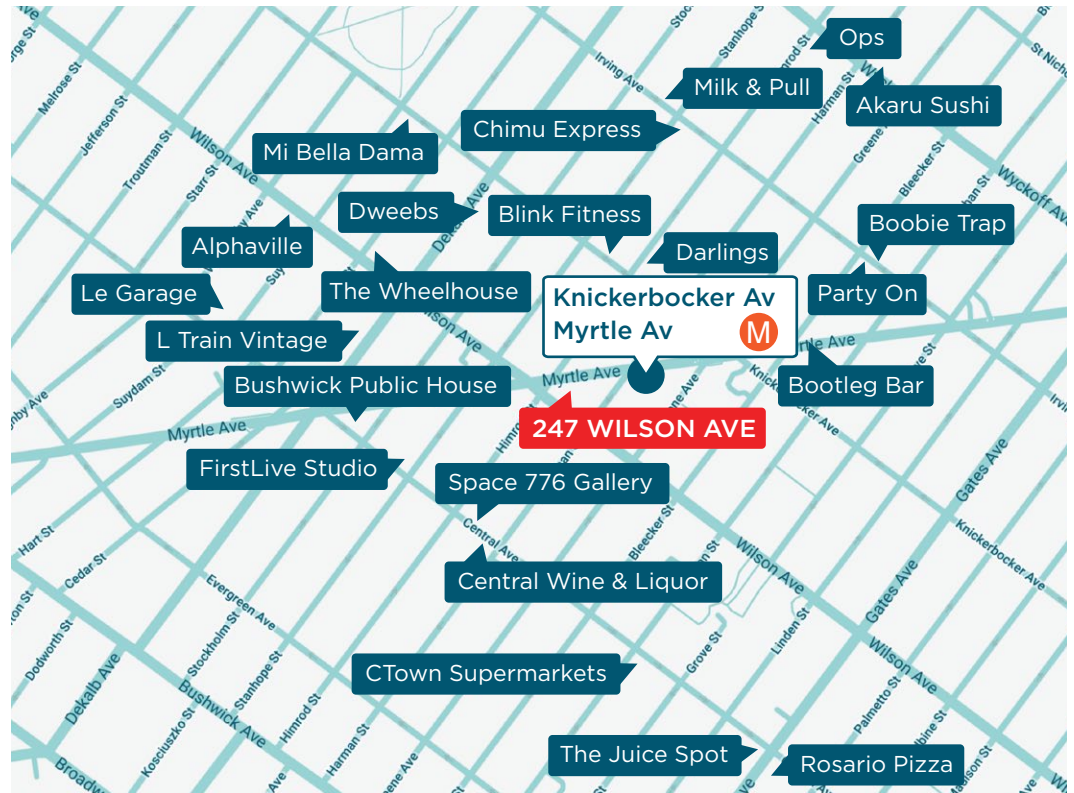 Ops
Stanhope St
Irving Ave
Milk & Pull
Harman St
Akaru Sushi
Melrose St
Jefferson St
Chimu Express
Wilson Ave
Mi Bella Dama
Troutman St
Starr St
Bleecker St
Wyckoff Ave
Dweebs
Blink Fitness
Boobie Trap
Alphaville
Darlings
Le Garage
The Wheelhouse
Knickerbocker Av
Myrtle Av
M
Party On
L Train Vintage
Wilson Ave
Suydam St
Bushwick Public House
Myrtle Ave
Bootleg Bar
Knickerbocker Ave
247 WILSON AVE
Myrtle Ave
FirstLive Studio
Gates Ave
Space 776 Gallery
Hart St
Cedar St
Central Ave
Bleecker St
Wilson Ave
Knickerbocker Ave
Central Wine & Liquor
Evergreen Ave
Gates Ave
Linden St
Dodworth St
Stockholm St
Stanhope St
Grove St
Wilson Ave
CTown Supermarkets
Dekalb Ave
Bushwick Ave
Palmetto St
Kosciuszko St
Himrod St
Harman St
The Juice Spot
Rosario Pizza